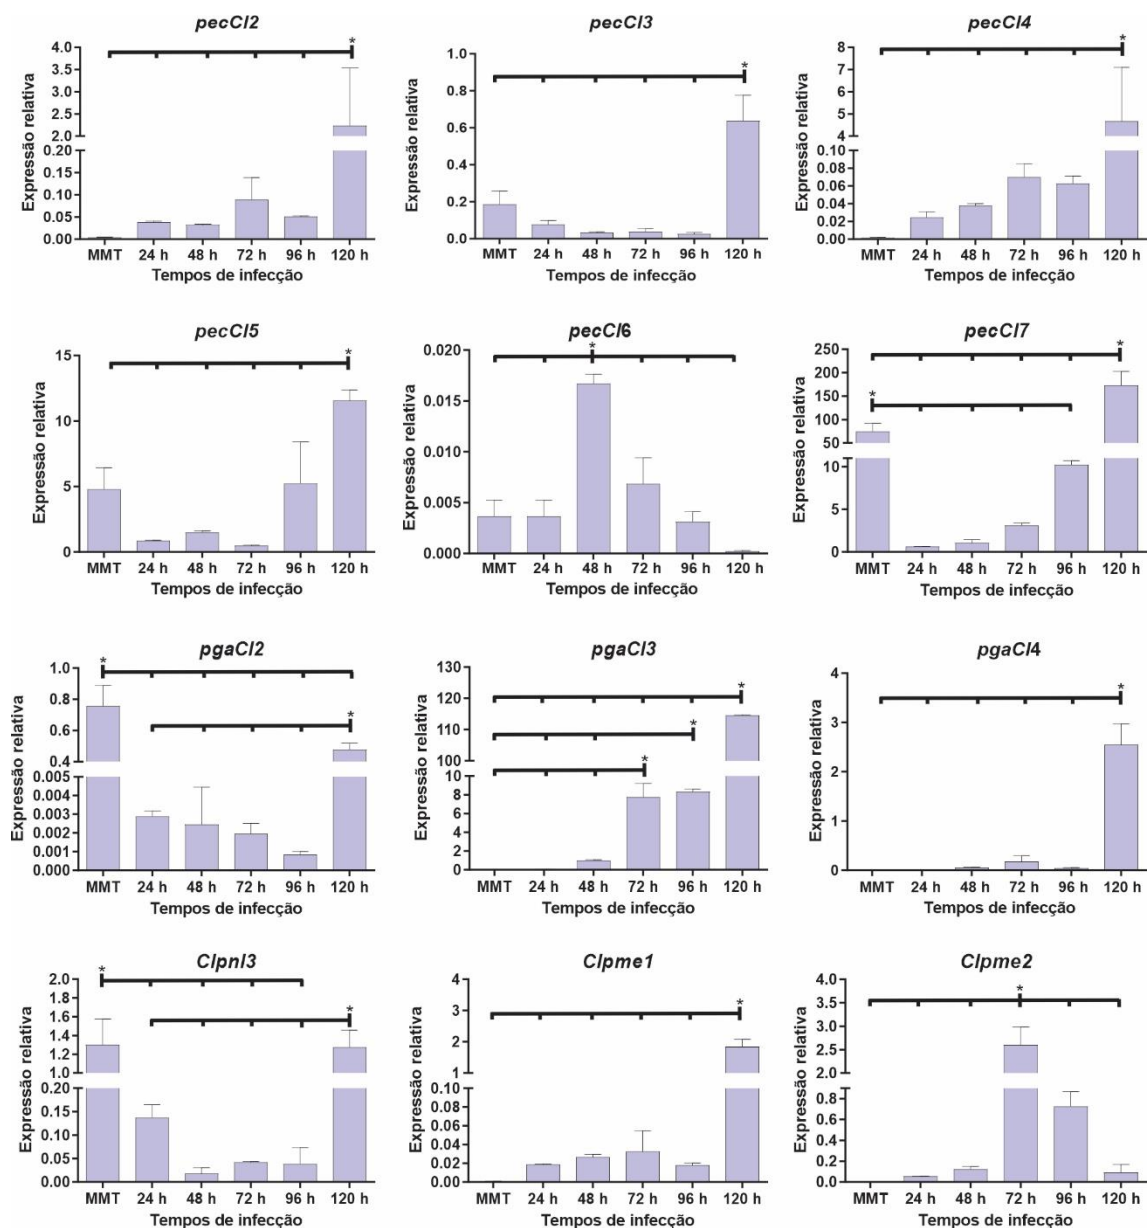 pecCl2
*
Expressão relativa
4.0
3.5
3.0
2.5
2.0
0.20
0.15
0.10
0.05
0.00
MMT 24 h 48 h 72 h 96 h 120 h
Tempos de infecção
pecCl3
*
Expressão relativa
1.0
0.8
0.6
0.4
0.2
0.0
MMT 24 h 48 h 72 h 96 h 120 h
Tempos de infecção
pecCl4
*
Expressão relativa
8
7
6
5
4
0.10
0.08
0.06
0.04
0.02
0.00
MMT 24 h 48 h 72 h 96 h 120 h
Tempos de infecção
pecCl5
*
Expressão relativa
15
10
5
0
MMT 24 h 48 h 72 h 96 h 120 h
Tempos de infecção
pecCl6
*
Expressão relativa
0.020
0.015
0.010
0.005
0.000
MMT 24 h 48 h 72 h 96 h 120 h
Tempos de infecção
pecCl7
*
*
Expressão relativa
250
200
150
100
50
10
5
0
MMT 24 h 48 h 72 h 96 h 120 h
Tempos de infecção
pgaCl2
*
*
Expressão relativa
1.0
0.8
0.6
0.4
0.005
0.004
0.003
0.002
0.001
0.000
MMT 24 h 48 h 72 h 96 h 120 h
Tempos de infecção
pgaCl3
*
*
*
Expressão relativa
130
120
110
100
10
8
6
4
2
0
MMT 24 h 48 h 72 h 96 h 120 h
Tempos de infecção
pgaCl4
*
Expressão relativa
4
3
2
1
0
MMT 24 h 48 h 72 h 96 h 120 h
Tempos de infecção
Clpnl3
*
*
Expressão relativa
2.0
1.8
1.6
1.4
1.2
1.0
0.20
0.15
0.10
0.05
0.00
MMT 24 h 48 h 72 h 96 h 120 h
Tempos de infecção
Clpme1
*
Expressão relativa
4
3
2
1
0.10
0.08
0.06
0.04
0.02
0.00
MMT 24 h 48 h 72 h 96 h 120 h
Tempos de infecção
Clpme2
*
Expressão relativa
4.0
3.5
3.0
2.5
2.0
0.8
0.6
0.4
0.2
0.0
MMT 24 h 48 h 72 h 96 h 120 h
Tempos de infecção